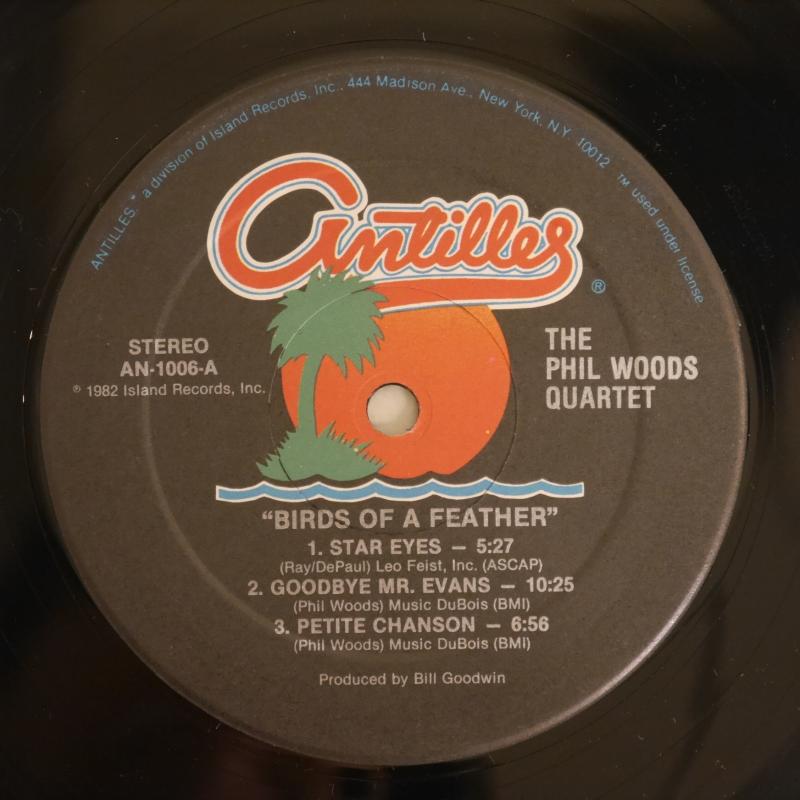 ANTILLES,™ a division of Island Records, Inc., 444 Madison Ave., New York, N.Y. 10012 TM used under license.
Antilles ®
STEREO
AN-1006-A
℗ 1982 Island Records, Inc.
THE
PHIL WOODS
QUARTET
“BIRDS OF A FEATHER”
1. STAR EYES — 5:27
(Ray/DePaul) Leo Feist, Inc. (ASCAP)
2. GOODBYE MR. EVANS — 10:25
(Phil Woods) Music DuBois (BMI)
3. PETITE CHANSON — 6:56
(Phil Woods) Music DuBois (BMI)
Produced by Bill Goodwin